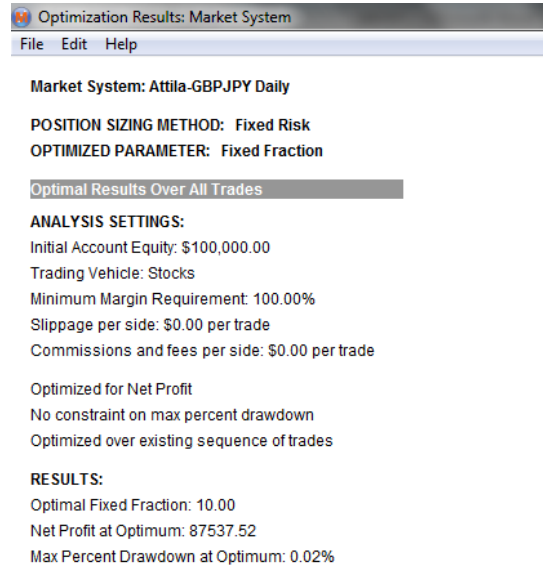 Optimization Results: Market System
File Edit Help
Market System: Attila-GBPJPY Daily
POSITION SIZING METHOD: Fixed Risk
OPTIMIZED PARAMETER: Fixed Fraction
Optimal Results Over All Trades
ANALYSIS SETTINGS:
Initial Account Equity: $100,000.00
Trading Vehicle: Stocks
Minimum Margin Requirement: 100.00%
Slippage per side: $0.00 per trade
Commissions and fees per side: $0.00 per trade
Optimized for Net Profit
No constraint on max percent drawdown
Optimized over existing sequence of trades
RESULTS:
Optimal Fixed Fraction: 10.00
Net Profit at Optimum: 87537.52
Max Percent Drawdown at Optimum: 0.02%